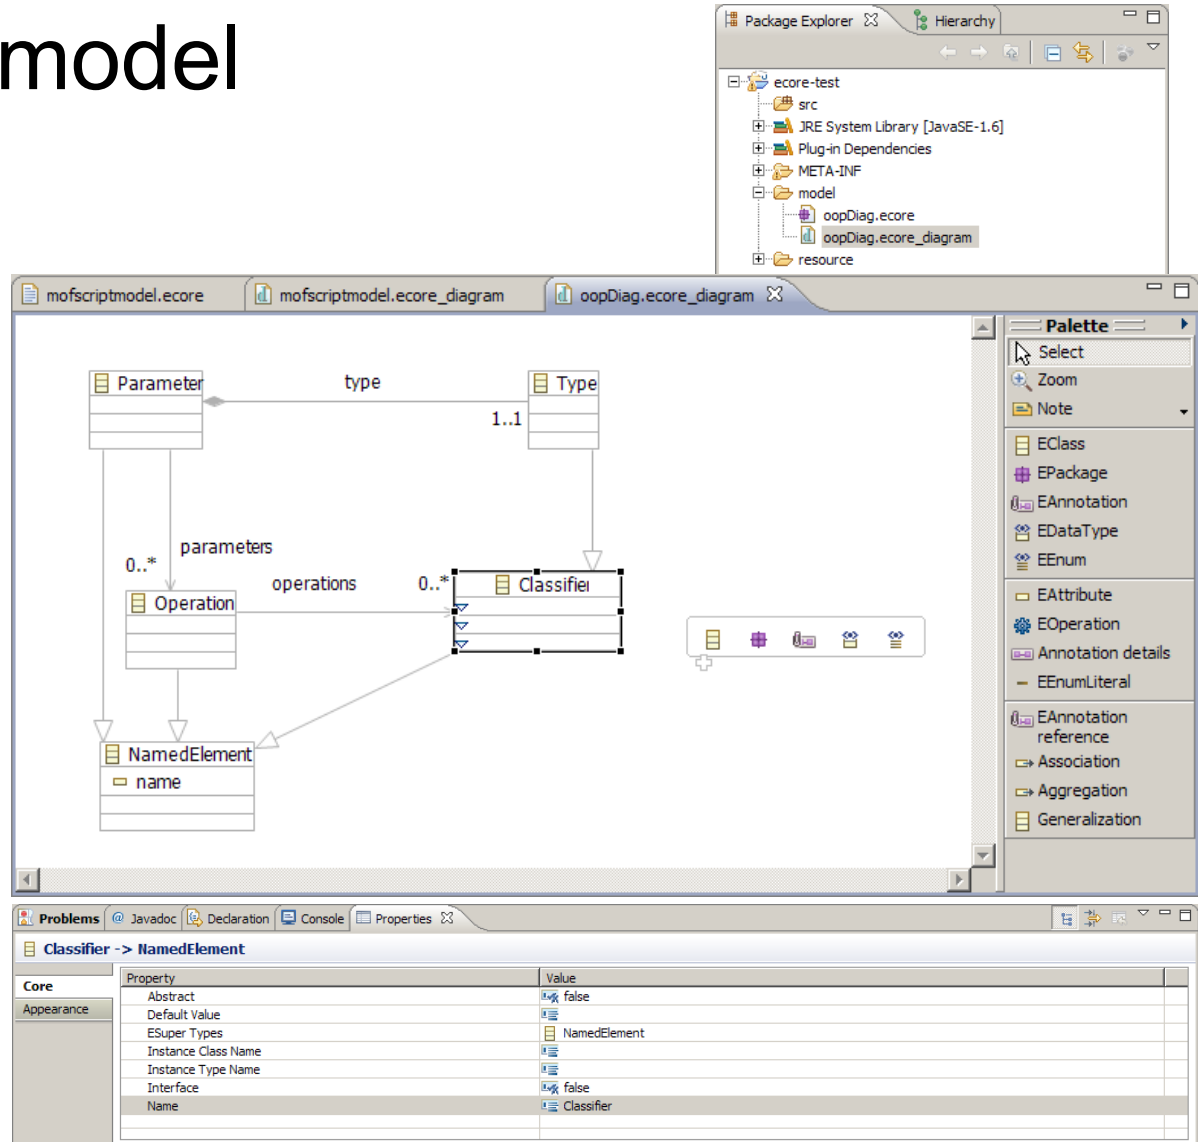 model
Package Explorer
Hierarchy
ecore-test
src
JRE System Library [JavaSE-1.6]
Plug-in Dependencies
META-INF
model
oopDiag.ecore
oopDiag.ecore_diagram
resource
mofscriptmodel.ecore
mofscriptmodel.ecore_diagram
oopDiag.ecore_diagram
Parameter
type
Type
1..1
parameters
0..*
operations
0..*
Operation
Classifier
NamedElement
name
Palette
Select
Zoom
Note
EClass
EPackage
EAnnotation
EDataType
EEnum
EAttribute
EOperation
Annotation details
EEnumLiteral
EAnnotation
reference
Association
Aggregation
Generalization
Problems
@ Javadoc
Declaration
Console
Properties
Classifier -> NamedElement
Core
Appearance
Property Value
Abstract false
Default Value
ESuper Types NamedElement
Instance Class Name
Instance Type Name
Interface false
Name Classifier